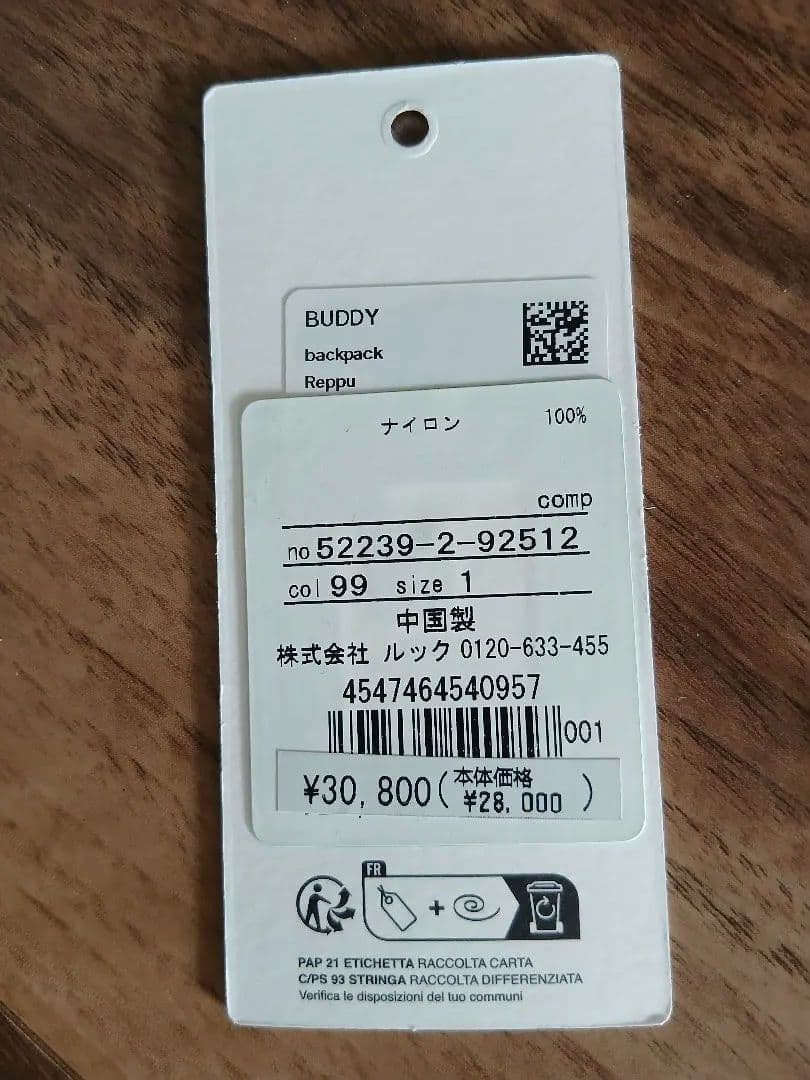 BUDDY
backpack
Reppu
ナイロン 100%
comp
no 52239-2-92512
col 99 size 1
中国製
株式会社 ルック 0120-633-455
4547464540957
001
¥30,800(本体価格 ¥28,000)
FR
+
PAP 21 ETICHETTA RACCOLTA CARTA
C/PS 93 STRINGA RACCOLTA DIFFERENZIATA
Verifica le disposizioni del tuo communi